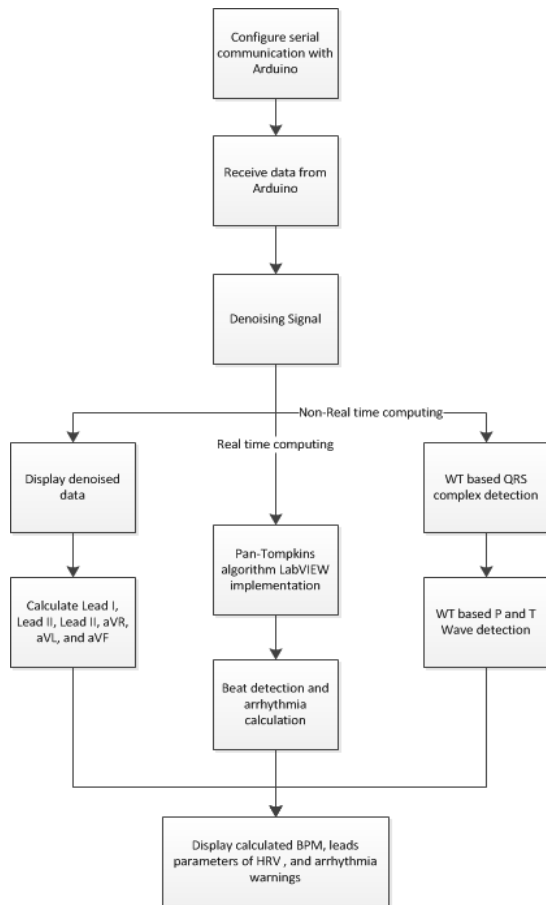 Configure serial
communication with
Arduino
Receive data from
Arduino
Denoising Signal
Non-Real time computing
Real time computing
Display denoised
data
WT based QRS
complex detection
Pan-Tompkins
algorithm LabVIEW
implementation
Calculate Lead I,
Lead II, Lead II, aVR,
aVL, and aVF
WT based P and T
Wave detection
Beat detection and
arrhythmia
calculation
Display calculated BPM, leads
parameters of HRV , and arrhythmia
warnings